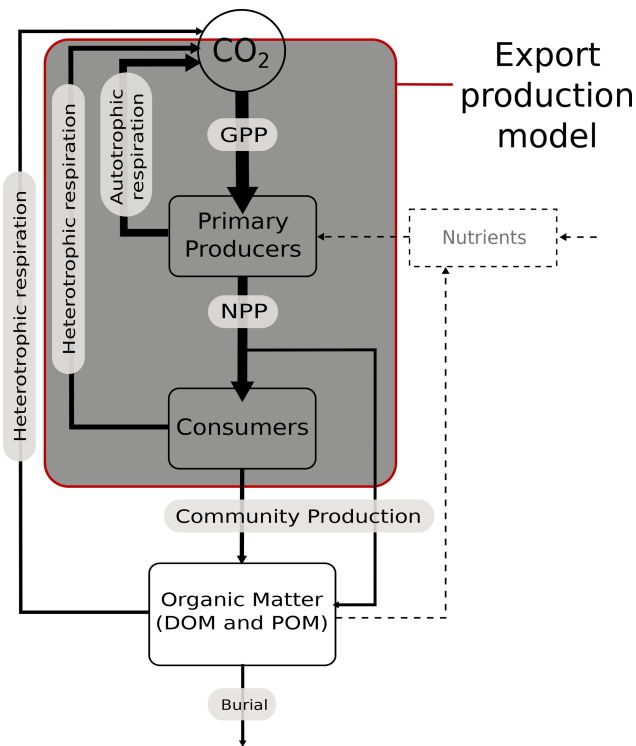 CO2
Export
production
model
GPP
Autotrophic
respiration
Heterotrophic respiration
Heterotrophic respiration
Primary
Producers
Nutrients
NPP
Consumers
Community Production
Organic Matter
(DOM and POM)
Burial